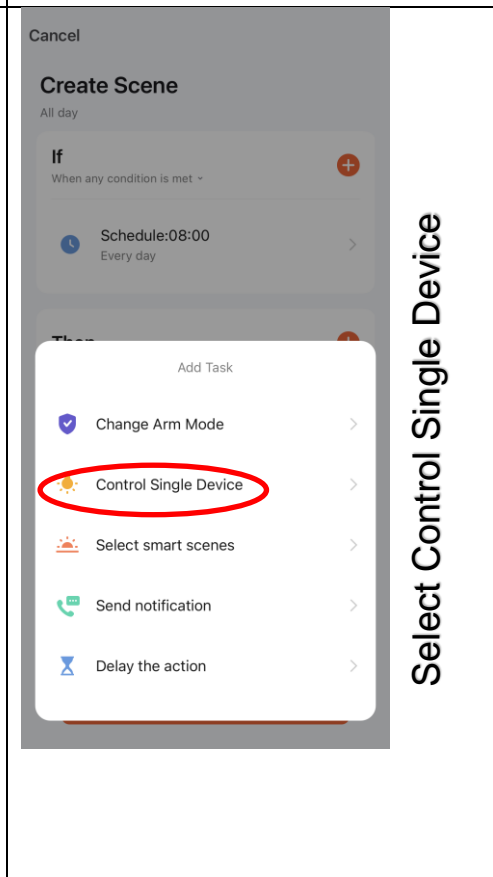 Cancel
Create Scene
All day
If
When any condition is met
Schedule:08:00
Every day
Then
Add Task
Change Arm Mode
Control Single Device
Select smart scenes
Send notification
Delay the action
Select Control Single Device